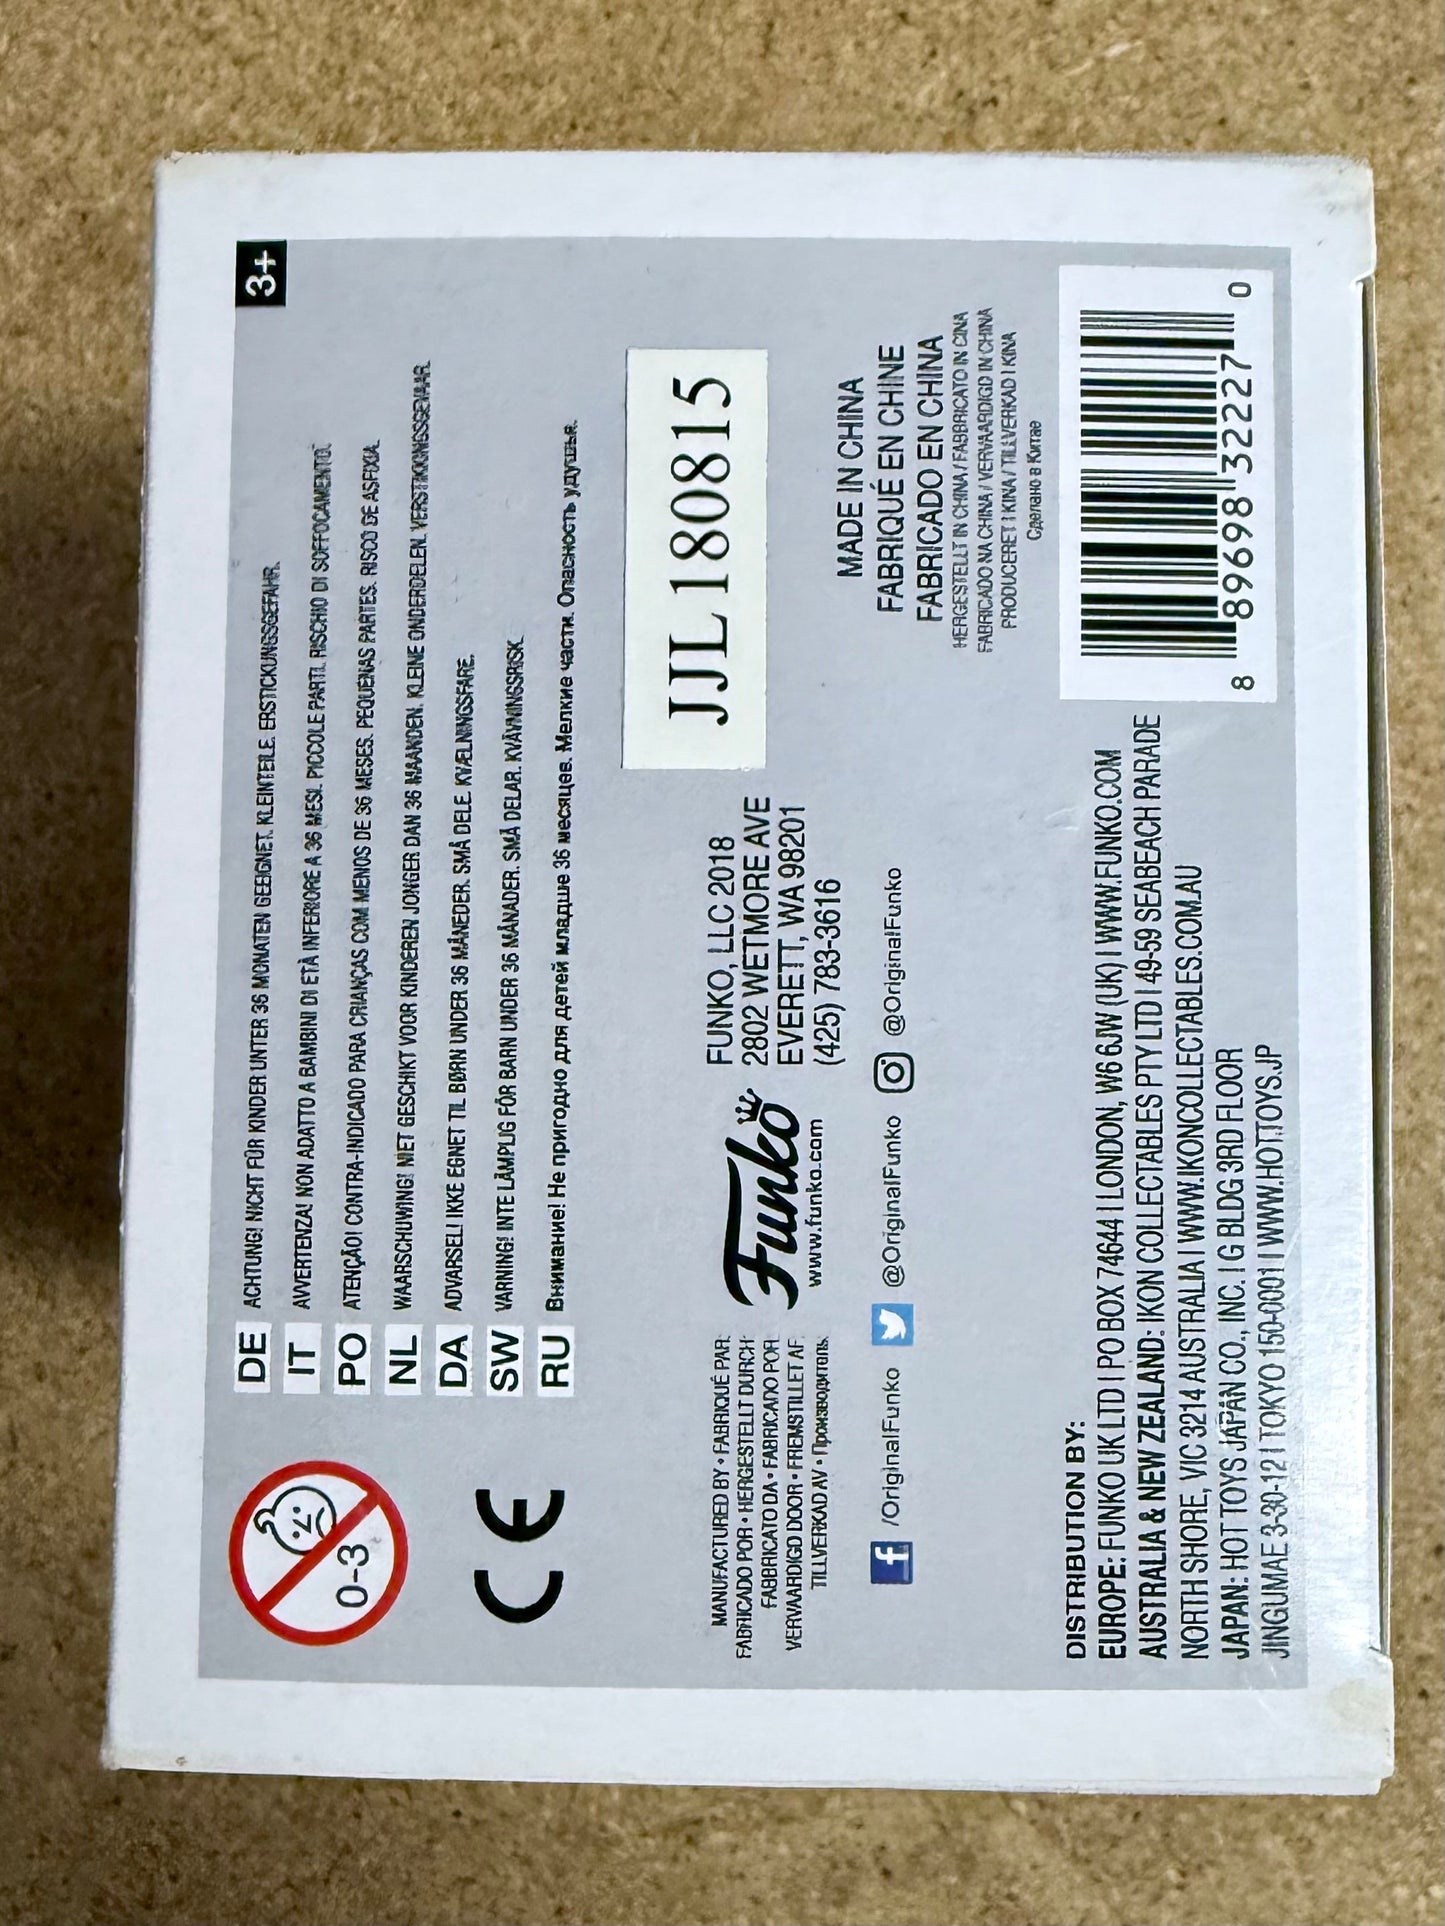 3+
0-3
DE ACHTUNG! NICHT FÜR KINDER UNTER 36 MONATEN GEEIGNET. KLEINTEILE. ERSTICKUNGSGEFAHR.
IT AVVERTENZA! NON ADATTO A BAMBINI DI ETÀ INFERIORE A 36 MESI. PICCOLE PARTI. RISCHIO DI SOFFOCAMENTO.
PO ATENÇÃO! CONTRA-INDICADO PARA CRIANÇAS COM MENOS DE 36 MESES. PEQUENAS PARTES. RISCO DE ASFIXIA.
NL WAARSCHUWING! NIET GESCHIKT VOOR KINDEREN JONGER DAN 36 MAANDEN. KLEINE ONDERDELEN. VERSTIKKINGSGEVAAR.
DA ADVARSEL! IKKE EGNET TIL BØRN UNDER 36 MÅNEDER. SMÅ DELE. KVÆLNINGSFARE.
SW VARNING! INTE LÄMPLIG FÖR BARN UNDER 36 MÅNADER. SMÅ DELAR. KVÄVNINGSRISK.
RU Внимание! Не пригодно для детей младше 36 месяцев. Мелкие части. Опасность удушья.
CE
JJL180815
MANUFACTURED BY • FABRIQUÉ PAR:
FABRICADO POR • HERGESTELLT DURCH·
FABBRICATO DA • FABRICADO POR
VERVAARDIGD DOOR • FREMSTILLET AF
TILLVERKAD AV • Производитель:
Funko
www.funko.com
FUNKO, LLC 2018
2802 WETMORE AVE
EVERETT, WA 98201
(425) 783-3616
/OriginalFunko @OriginalFunko @OriginalFunko
MADE IN CHINA
FABRIQUÉ EN CHINE
FABRICADO EN CHINA
HERGESTELLT IN CHINA / FABBRICATO IN CINA
FABRICADO NA CHINA / VERVAARDIGD IN CHINA
PRODUCERET I KINA / TILLVERKAD I KINA
Сделано в Китае
DISTRIBUTION BY:
EUROPE: FUNKO UK LTD | PO BOX 74644 | LONDON, W6 6JW (UK) | WWW.FUNKO.COM
AUSTRALIA & NEW ZEALAND: IKON COLLECTABLES PTY LTD | 49-59 SEABEACH PARADE
NORTH SHORE, VIC 3214 AUSTRALIA | WWW.IKONCOLLECTABLES.COM.AU
JAPAN: HOT TOYS JAPAN CO., INC. | G BLDG 3RD FLOOR
JINGUMAE 3-30-12 | TOKYO 150-0001 | WWW.HOTTOYS.JP
8 89698 32227 0